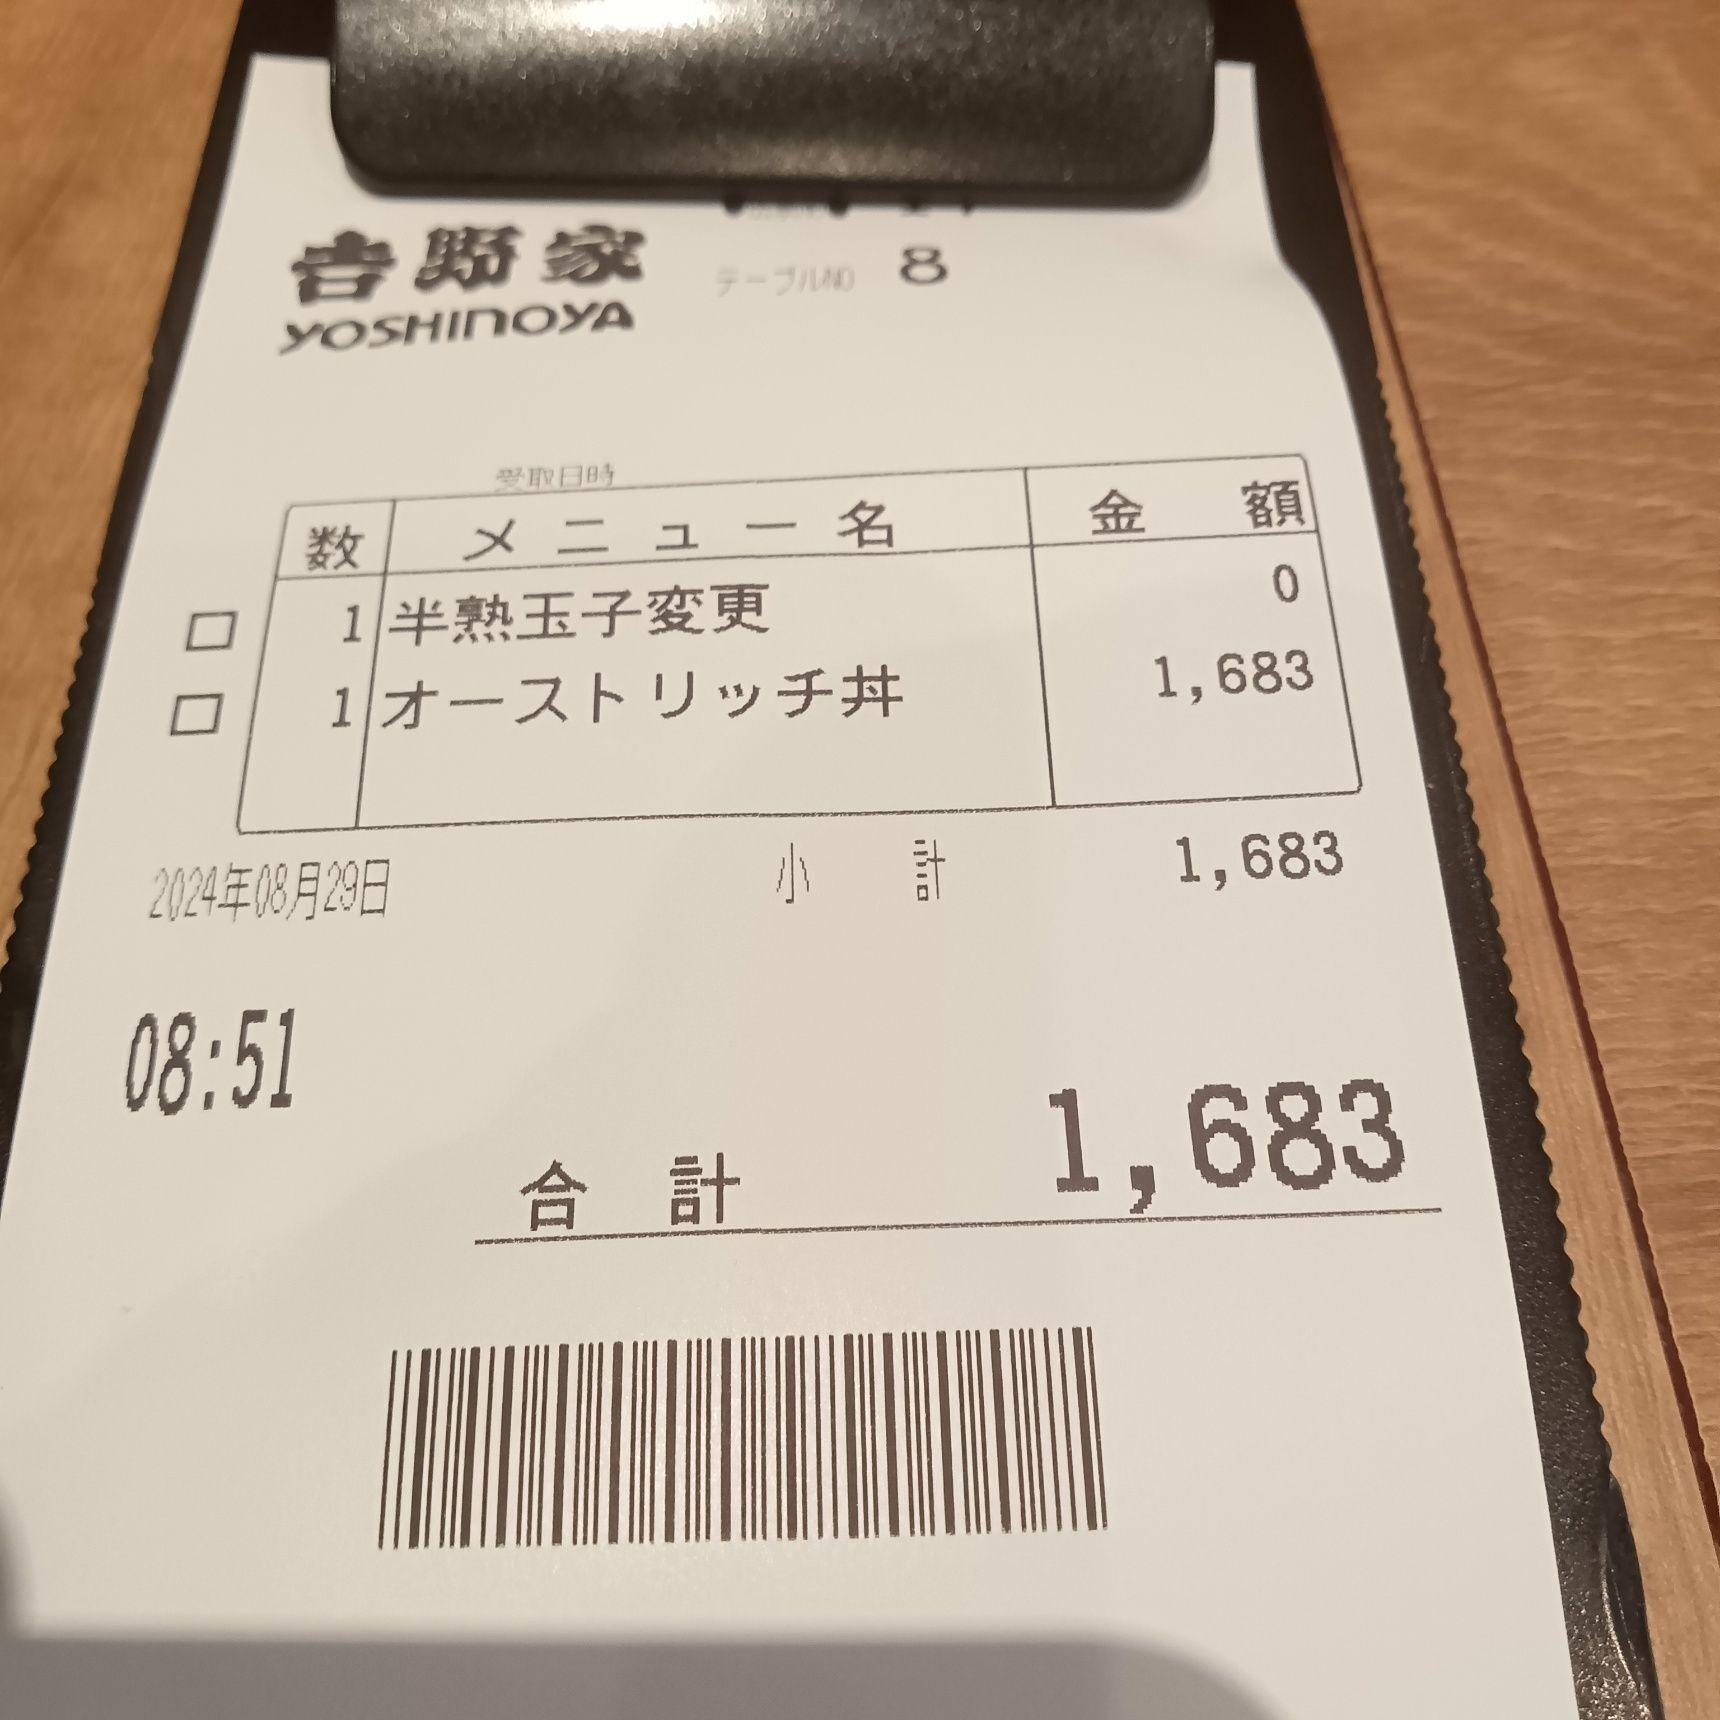 吉野家
YOSHINOYA
テーブルNO 8
受取日時
数 メニュー名 金額
□ 1 半熟玉子変更 0
□ 1 オーストリッチ丼 1,683
2024年08月29日 小計 1,683
08:51
合計 1,683